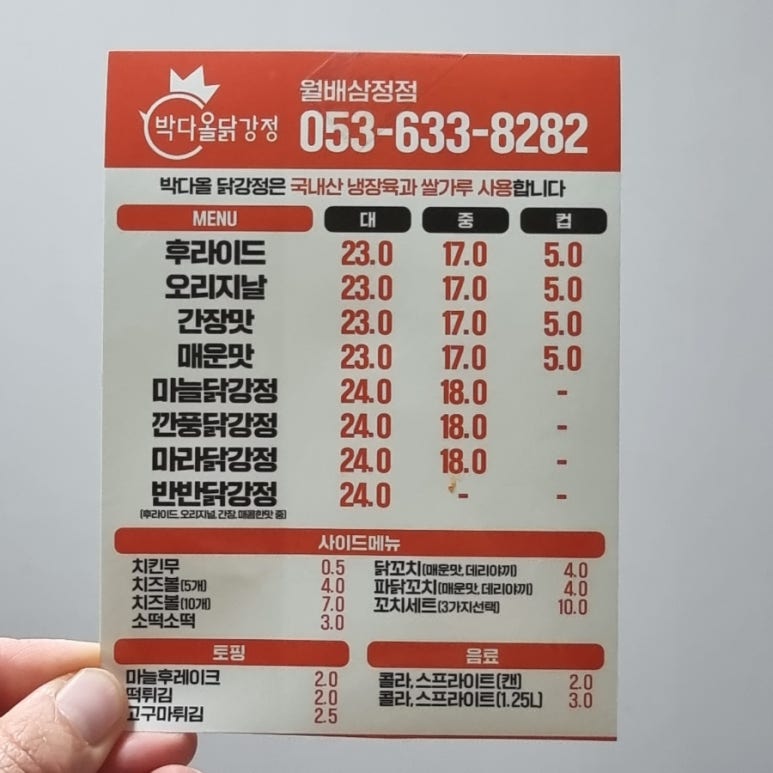 박다올닭강정
월배삼정점
053-633-8282
박다올 닭강정은 국내산 냉장육과 쌀가루 사용합니다
MENU 대 중 컵
후라이드 23.0 17.0 5.0
오리지날 23.0 17.0 5.0
간장맛 23.0 17.0 5.0
매운맛 23.0 17.0 5.0
마늘닭강정 24.0 18.0 -
깐풍닭강정 24.0 18.0 -
마라닭강정 24.0 18.0 -
반반닭강정 24.0 - -
(후라이드, 오리지널, 간장, 매콤한맛 중)
사이드메뉴
치킨무 0.5
치즈볼(5개) 4.0
치즈볼(10개) 7.0
소떡소떡 3.0
닭꼬치(매운맛, 데리야끼) 4.0
파닭꼬치(매운맛, 데리야끼) 4.0
꼬치세트(3가지선택) 10.0
토핑
마늘후레이크 2.0
떡튀김 2.0
고구마튀김 2.5
음료
콜라, 스프라이트(캔) 2.0
콜라, 스프라이트(1.25L) 3.0